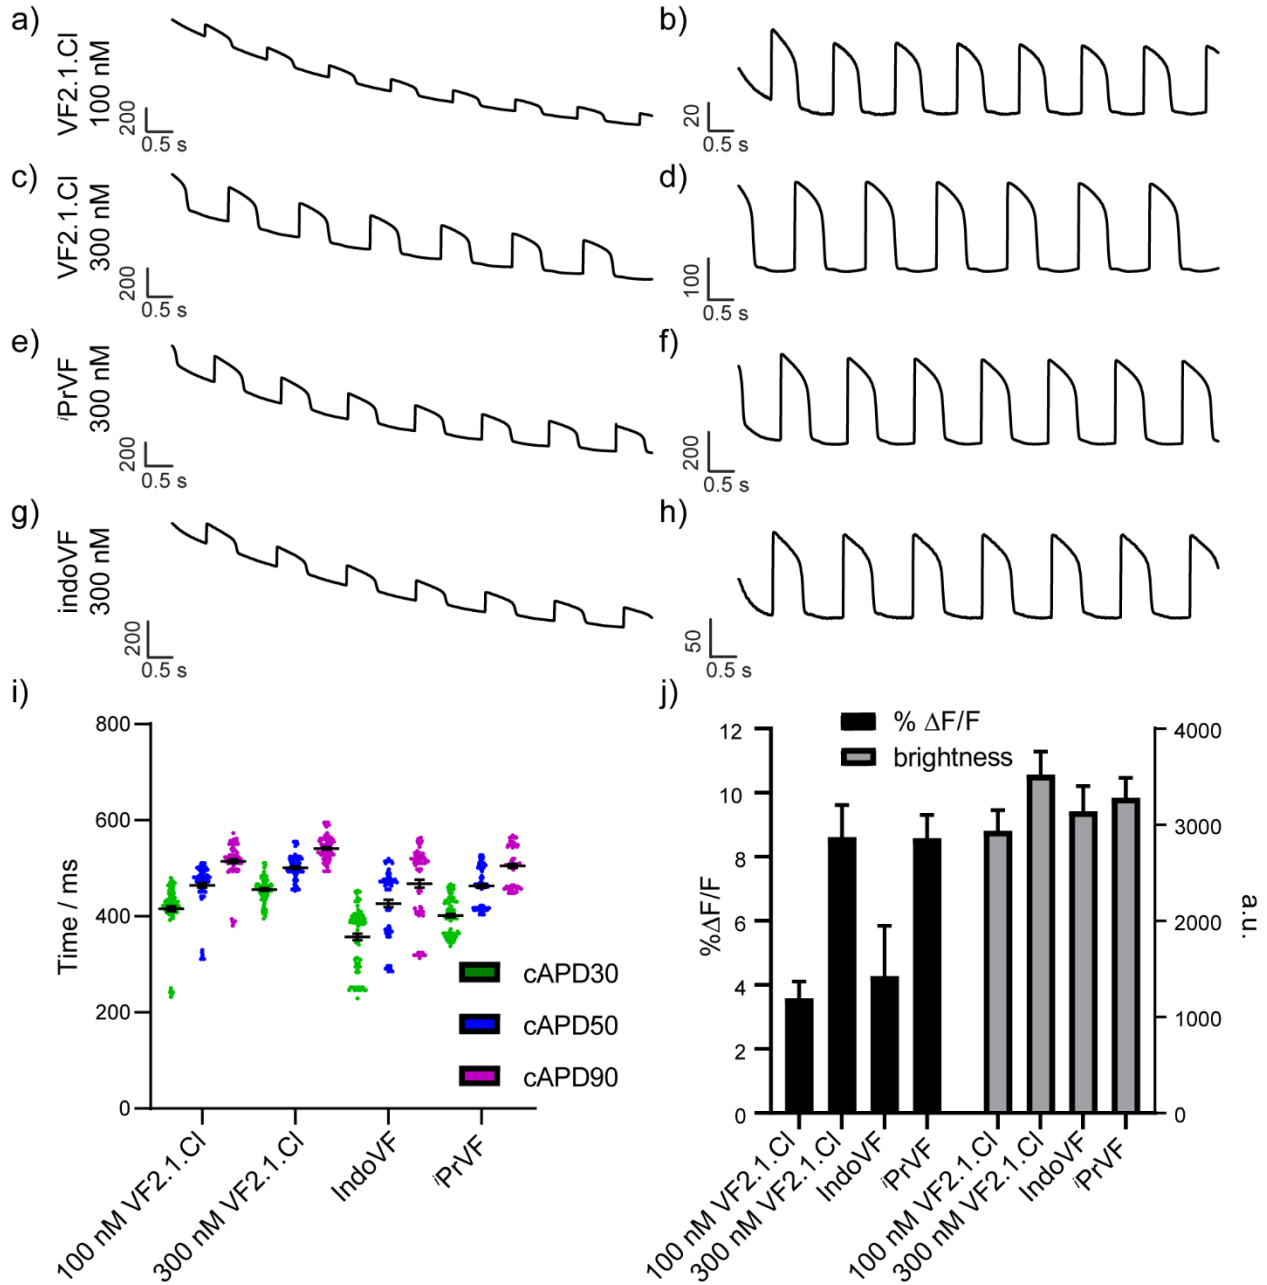 a)
VF2.1.Cl
100 nM
200
0.5 s
b)
20
0.5 s
c)
VF2.1.Cl
300 nM
200
0.5 s
d)
100
0.5 s
e)
iPrVF
300 nM
200
0.5 s
f)
200
0.5 s
g)
indoVF
300 nM
200
0.5 s
h)
50
0.5 s
i)
Time / ms
800
600
400
200
0
cAPD30
cAPD50
cAPD90
100 nM VF2.1.Cl
300 nM VF2.1.Cl
IndoVF
iPrVF
j)
% ΔF/F
brightness
%ΔF/F
12
10
8
6
4
2
0
4000
3000
2000
1000
0
a.u.
100 nM VF2.1.Cl
300 nM VF2.1.Cl
IndoVF
iPrVF
100 nM VF2.1.Cl
300 nM VF2.1.Cl
IndoVF
iPrVF